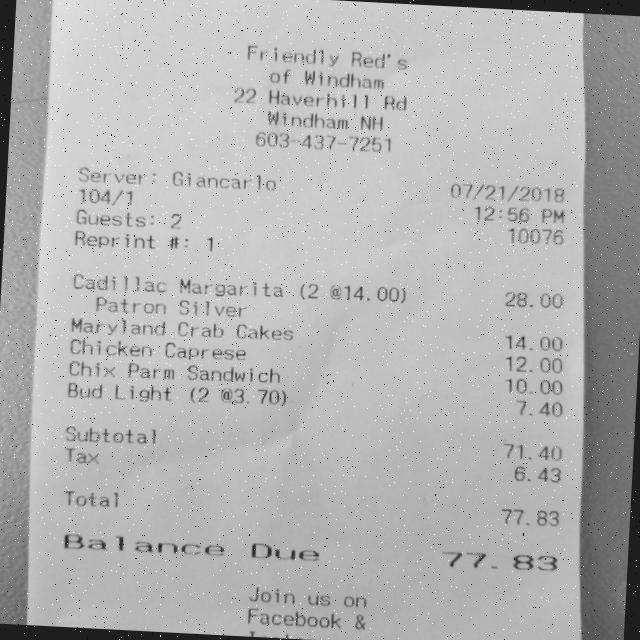 Friendly Red's
of Windham
22 Haverhill Rd
Windham NH
603-437-7251
Server: Giancarlo 07/21/2018
104/1 12:56 PM
Guests: 2 10076
Reprint #: 1
Cadillac Margarita (2 @14.00) 28.00
Patron Silver
Maryland Crab Cakes 14.00
Chicken Caprese 12.00
Chix Parm Sandwich 10.00
Bud Light (2 @3.70) 7.40
Subtotal 71.40
Tax 6.43
Total 77.83
Balance Due 77.83
Join us on
Facebook &